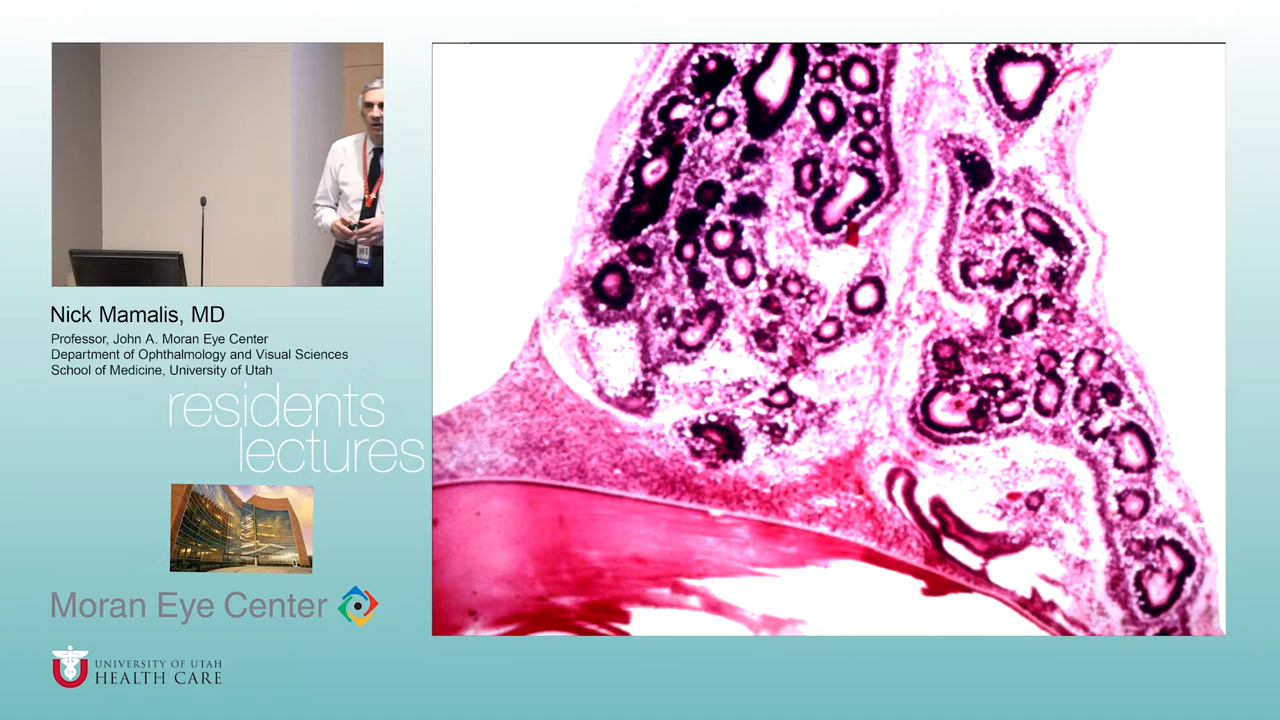 Nick Mamalis, MD
Professor, John A. Moran Eye Center
Department of Ophthalmology and Visual Sciences
School of Medicine, University of Utah
residents
lectures
Moran Eye Center
U
UNIVERSITY OF UTAH
HEALTH CARE